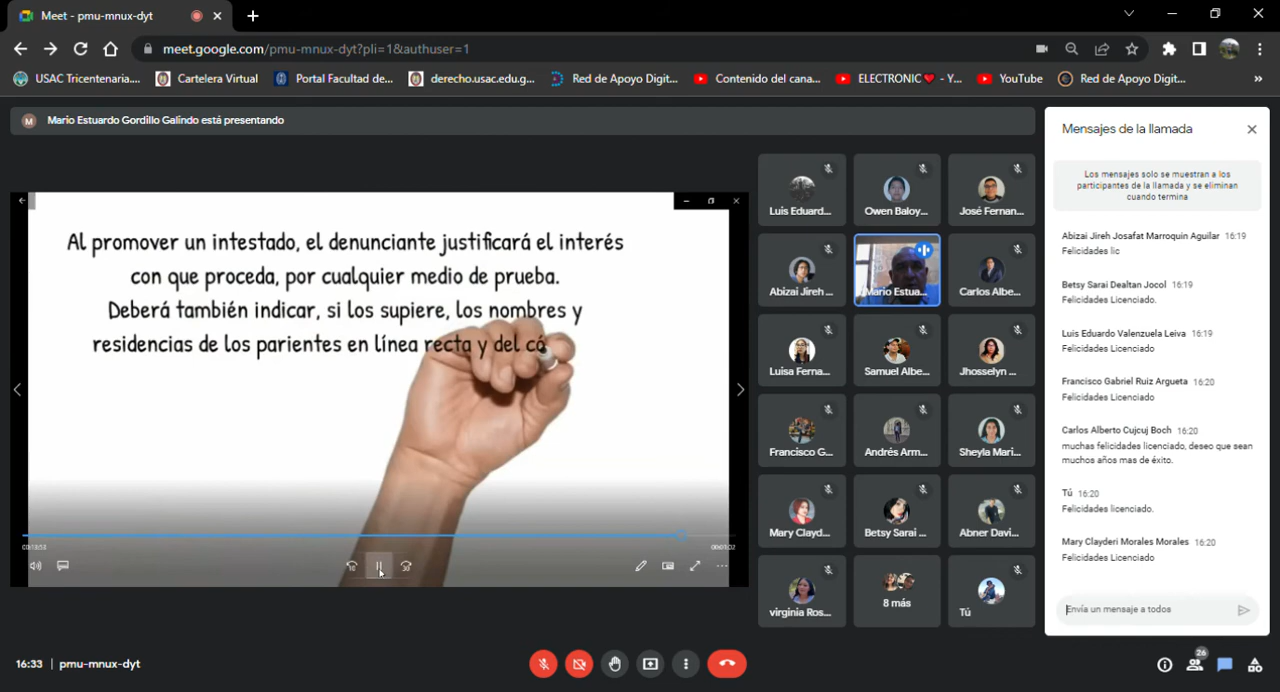 Meet - pmu-mnux-dyt
meet.google.com/pmu-mnux-dyt?pli=1&authuser=1
USAC Tricentenaria....
Cartelera Virtual
Portal Facultad de...
derecho.usac.edu.g...
Red de Apoyo Digit...
Contenido del cana...
ELECTRONIC❤ - Y...
YouTube
Red de Apoyo Digit...
M
Mario Estuardo Gordillo Galindo está presentando
Al promover un intestado, el denunciante justificará el interés
con que proceda, por cualquier medio de prueba.
Deberá también indicar, si los supiere, los nombres y
residencias de los parientes en línea recta y del có
00:13:53
00:01:02
10
30
Luis Eduard...
Owen Baloy...
José Fernan...
Abizai Jireh ...
Mario Estua...
Carlos Albe...
Luisa Ferna...
Samuel Albe...
Jhosselyn ...
Francisco G...
Andrés Arm...
Sheyla Mari...
Mary Clayd...
Betsy Sarai ...
Abner Davi...
virginia Ros...
8 más
Tú
Mensajes de la llamada
Los mensajes solo se muestran a los
participantes de la llamada y se eliminan
cuando termina
Abizai Jireh Josafat Marroquin Aguilar 16:19
Felicidades lic
Betsy Sarai Dealtan Jocol 16:19
Felicidades Licenciado.
Luis Eduardo Valenzuela Leiva 16:19
Felicidades Licenciado
Francisco Gabriel Ruiz Argueta 16:20
Felicidades Licenciado
Carlos Alberto Cujcuj Boch 16:20
muchas felicidades licenciado, deseo que sean
muchos años mas de éxito.
Tú 16:20
Felicidades licenciado.
Mary Clayderi Morales Morales 16:20
Felicidades Licenciado
Envía un mensaje a todos
16:33 | pmu-mnux-dyt
26